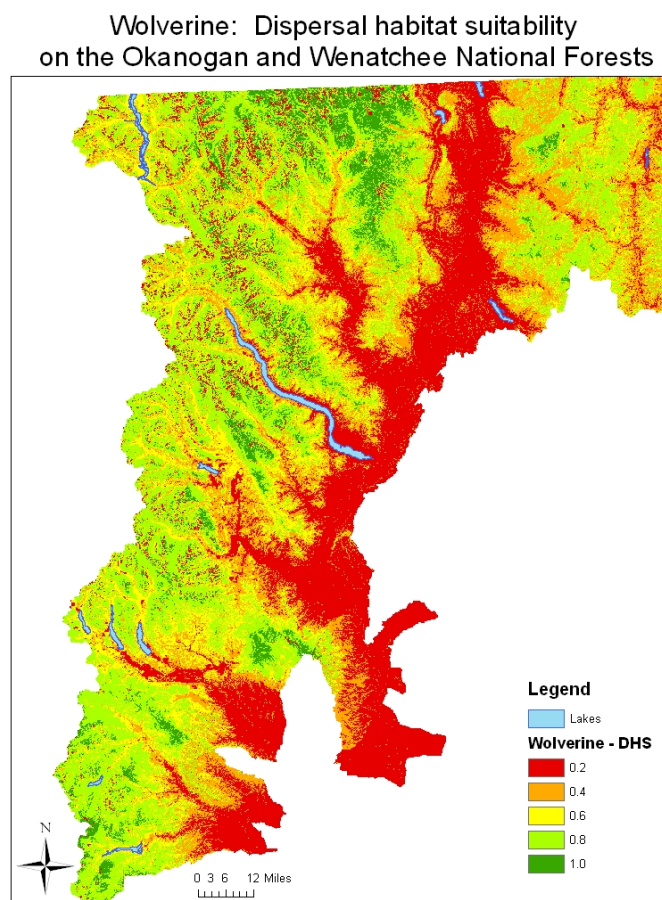 Wolverine: Dispersal habitat suitability
on the Okanogan and Wenatchee National Forests
Legend
Lakes
Wolverine - DHS
0.2
0.4
0.6
0.8
1.0
N
0 3 6 12 Miles